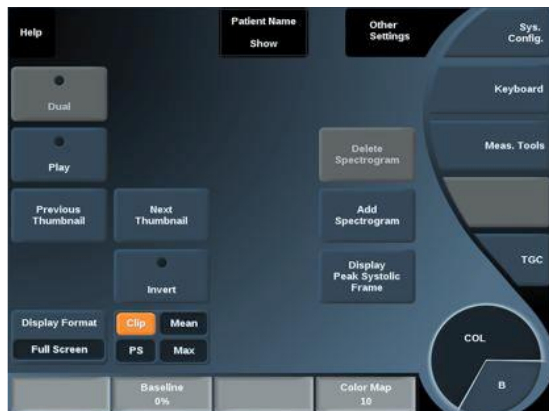 Help
Patient Name
Show
Other
Settings
Sys.
Config.
Dual
Keyboard
Play
Delete
Spectrogram
Meas. Tools
Previous
Thumbnail
Next
Thumbnail
Add
Spectrogram
Invert
Display
Peak Systolic
Frame
TGC
Display Format
Full Screen
Clip
Mean
PS
Max
COL
B
Baseline
0%
Color Map
10